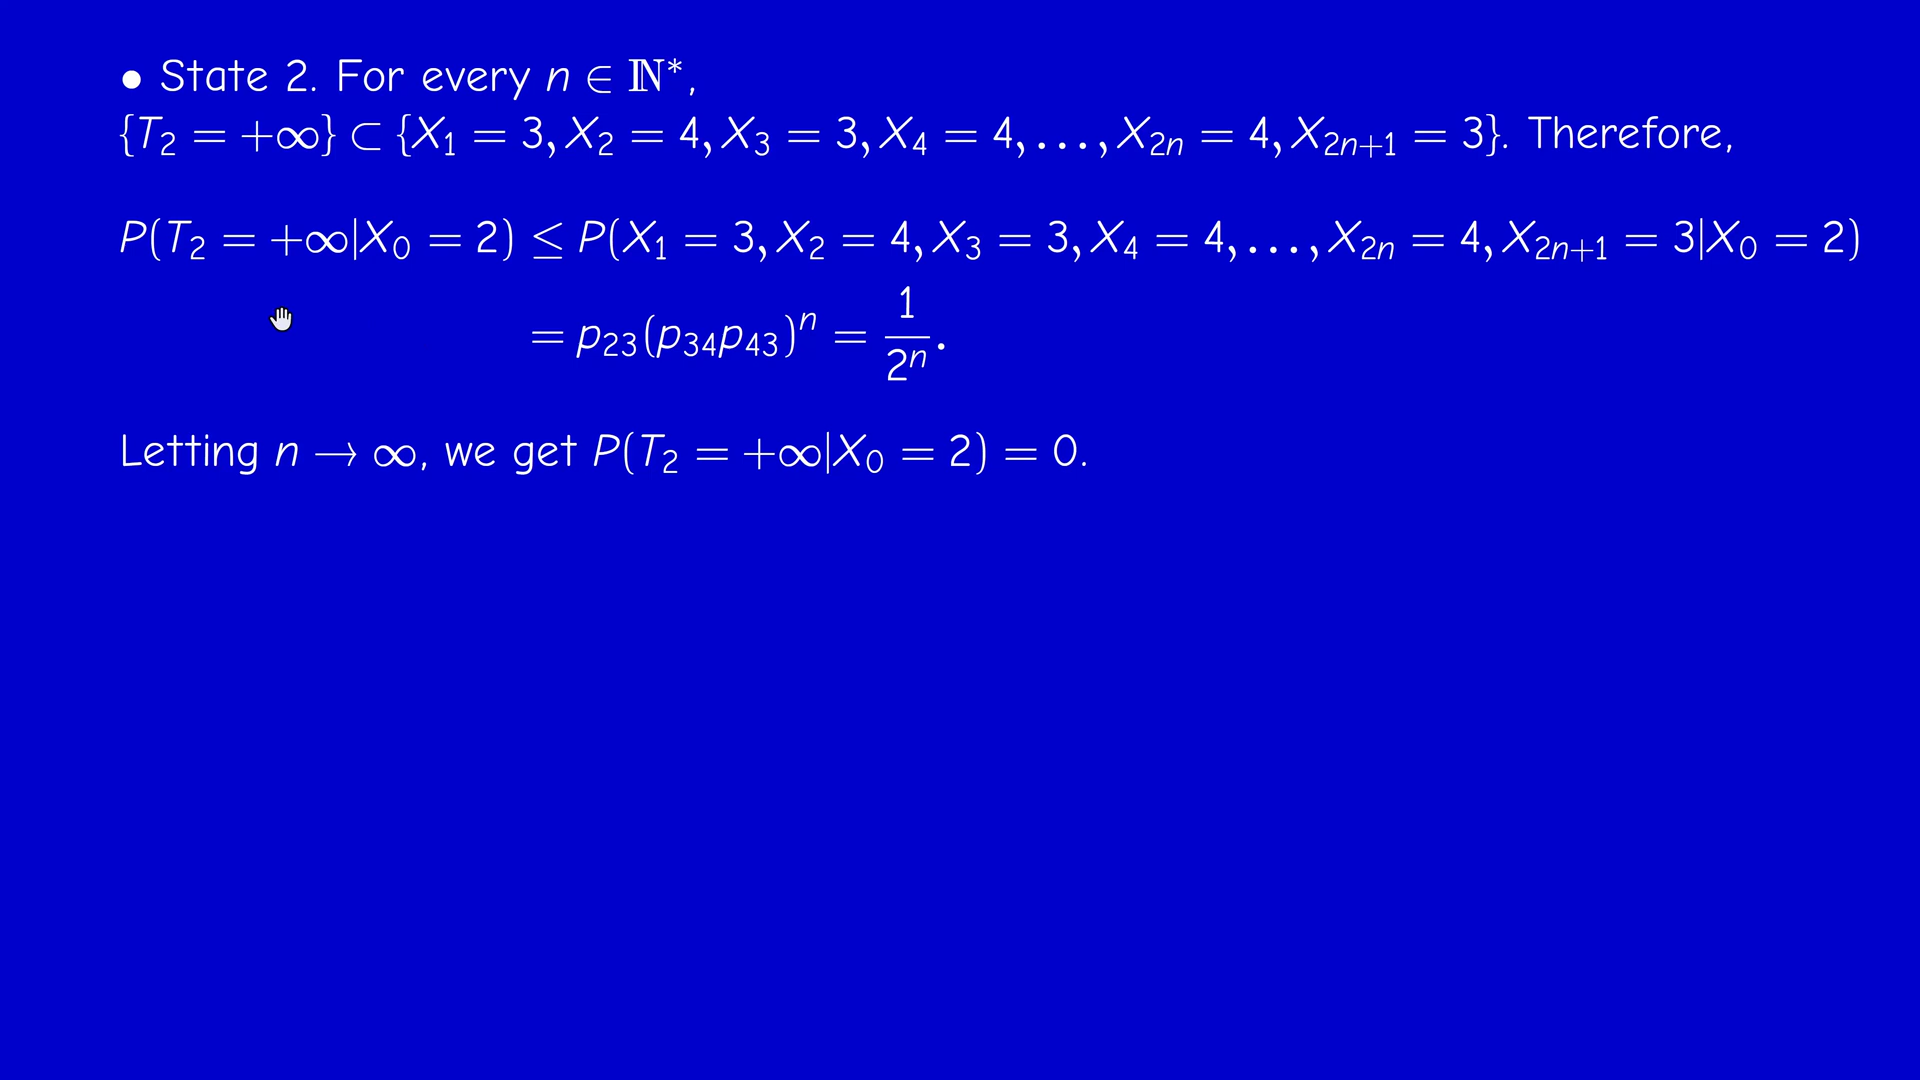 • State 2. For every n ∈ ℕ*,
{T₂ = +∞} ⊂ {X₁ = 3, X₂ = 4, X₃ = 3, X₄ = 4, . . . , X₂ₙ = 4, X₂ₙ₊₁ = 3}. Therefore,
P(T₂ = +∞|X₀ = 2) ≤ P(X₁ = 3, X₂ = 4, X₃ = 3, X₄ = 4, . . . , X₂ₙ = 4, X₂ₙ₊₁ = 3|X₀ = 2)
= p₂₃(p₃₄p₄₃)ⁿ = 1/2ⁿ.
Letting n → ∞, we get P(T₂ = +∞|X₀ = 2) = 0.